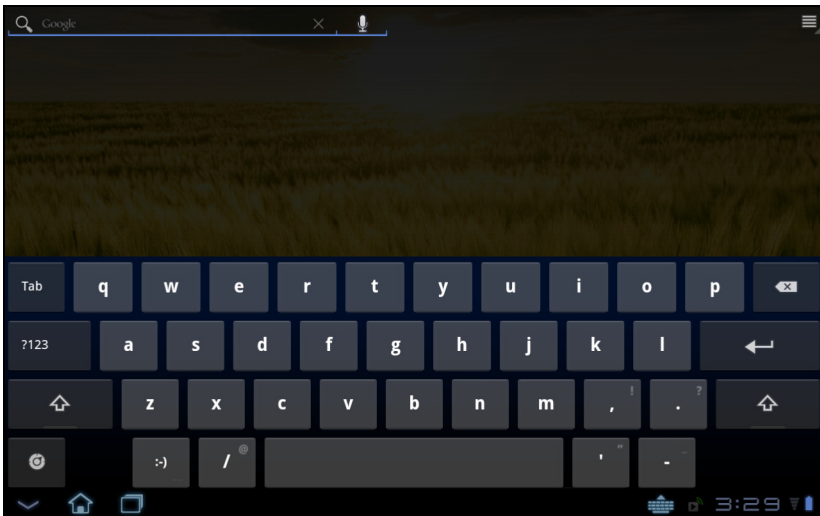 Google
Tab q w e r t y u i o p
?123 a s d f g h j k l
z x c v b n m , ! . ?
:-) / @ ' " - _
3:29